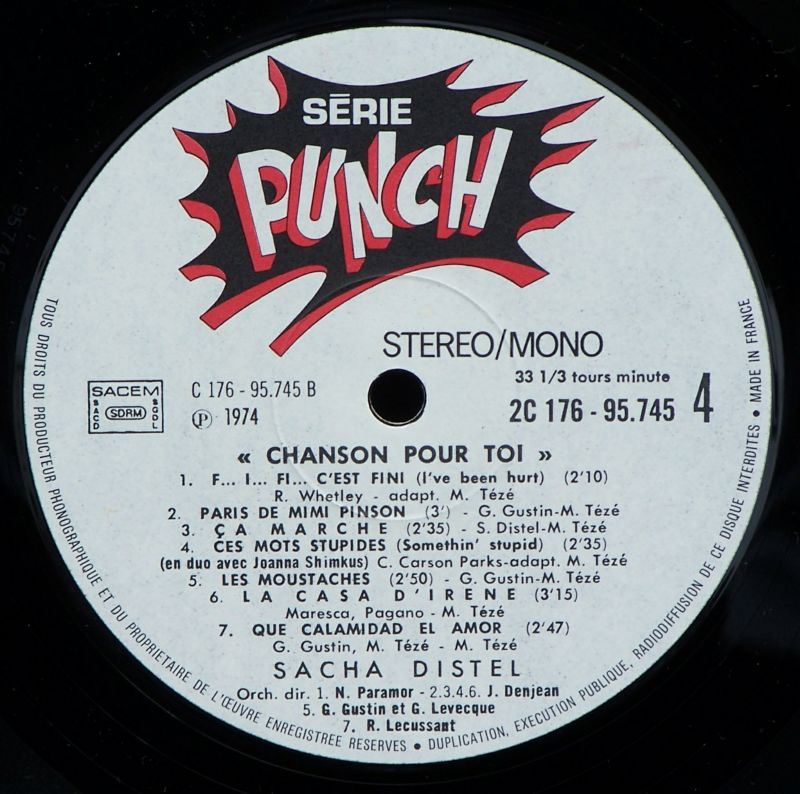 SÉRIE
PUNCH
STEREO/MONO
33 1/3 tours minute
SACEM
SACD
SDRM
SGDL
C 176 - 95.745 B
2C 176 - 95.745
4
Ⓟ 1974
« CHANSON POUR TOI »
1. F... I... FI... C'EST FINI (I've been hurt) (2'10)
R. Whetley - adapt. M. Tézé
2. PARIS DE MIMI PINSON (3') - G. Gustin-M. Tézé
3. ÇA MARCHE (2'35) - S. Distel-M. Tézé
4. CES MOTS STUPIDES (Somethin' stupid) (2'35)
(en duo avec Joanna Shimkus) C. Carson Parks-adapt. M. Tézé
5. LES MOUSTACHES (2'50) - G. Gustin-M. Tézé
6. LA CASA D'IRENE (3'15)
Maresca, Pagano - M. Tézé
7. QUE CALAMIDAD EL AMOR (2'47)
G. Gustin, M. Tézé - M. Tézé
SACHA DISTEL
Orch. dir. 1. N. Paramor - 2.3.4.6. J. Denjean
5. G. Gustin et G. Levecque
7. R. Lecussant
TOUS DROITS DU PRODUCTEUR PHONOGRAPHIQUE ET DU PROPRIETAIRE DE L'ŒUVRE ENREGISTREE RESERVES • DUPLICATION, EXECUTION PUBLIQUE, RADIODIFFUSION DE CE DISQUE INTERDITES • MADE IN FRANCE